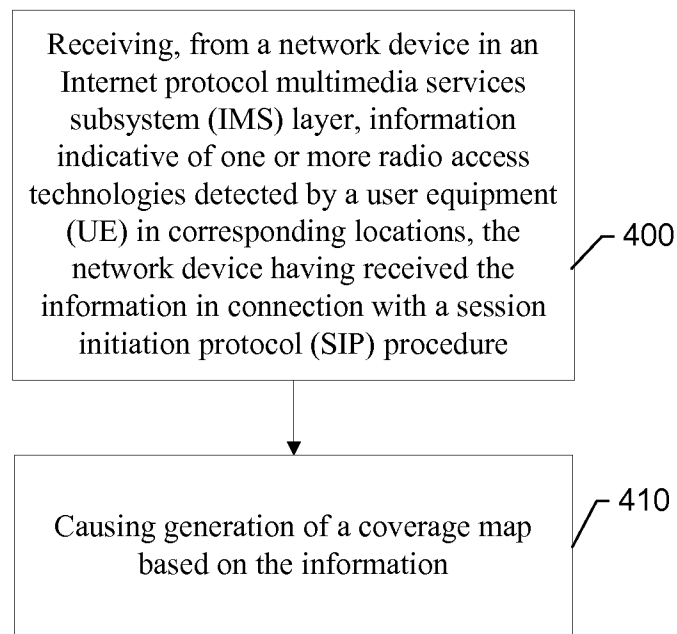 Receiving, from a network device in an
Internet protocol multimedia services
subsystem (IMS) layer, information
indicative of one or more radio access
technologies detected by a user equipment
(UE) in corresponding locations, the
network device having received the
information in connection with a session
initiation protocol (SIP) procedure
400
Causing generation of a coverage map
based on the information
410